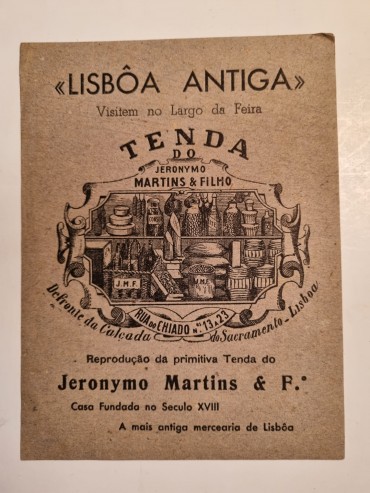 «LISBÔA ANTIGA»
Visitem no Largo da Feira
TENDA
DO
JERONYMO
MARTINS & FILHO
J.M.F.
J.M.F.
RUA DO CHIADO Nos. 13 A 23
Defronte da Calçada do Sacramento - Lisboa
Reprodução da primitiva Tenda do
Jeronymo Martins & F.º
Casa Fundada no Seculo XVIII
A mais antiga mercearia de Lisbôa